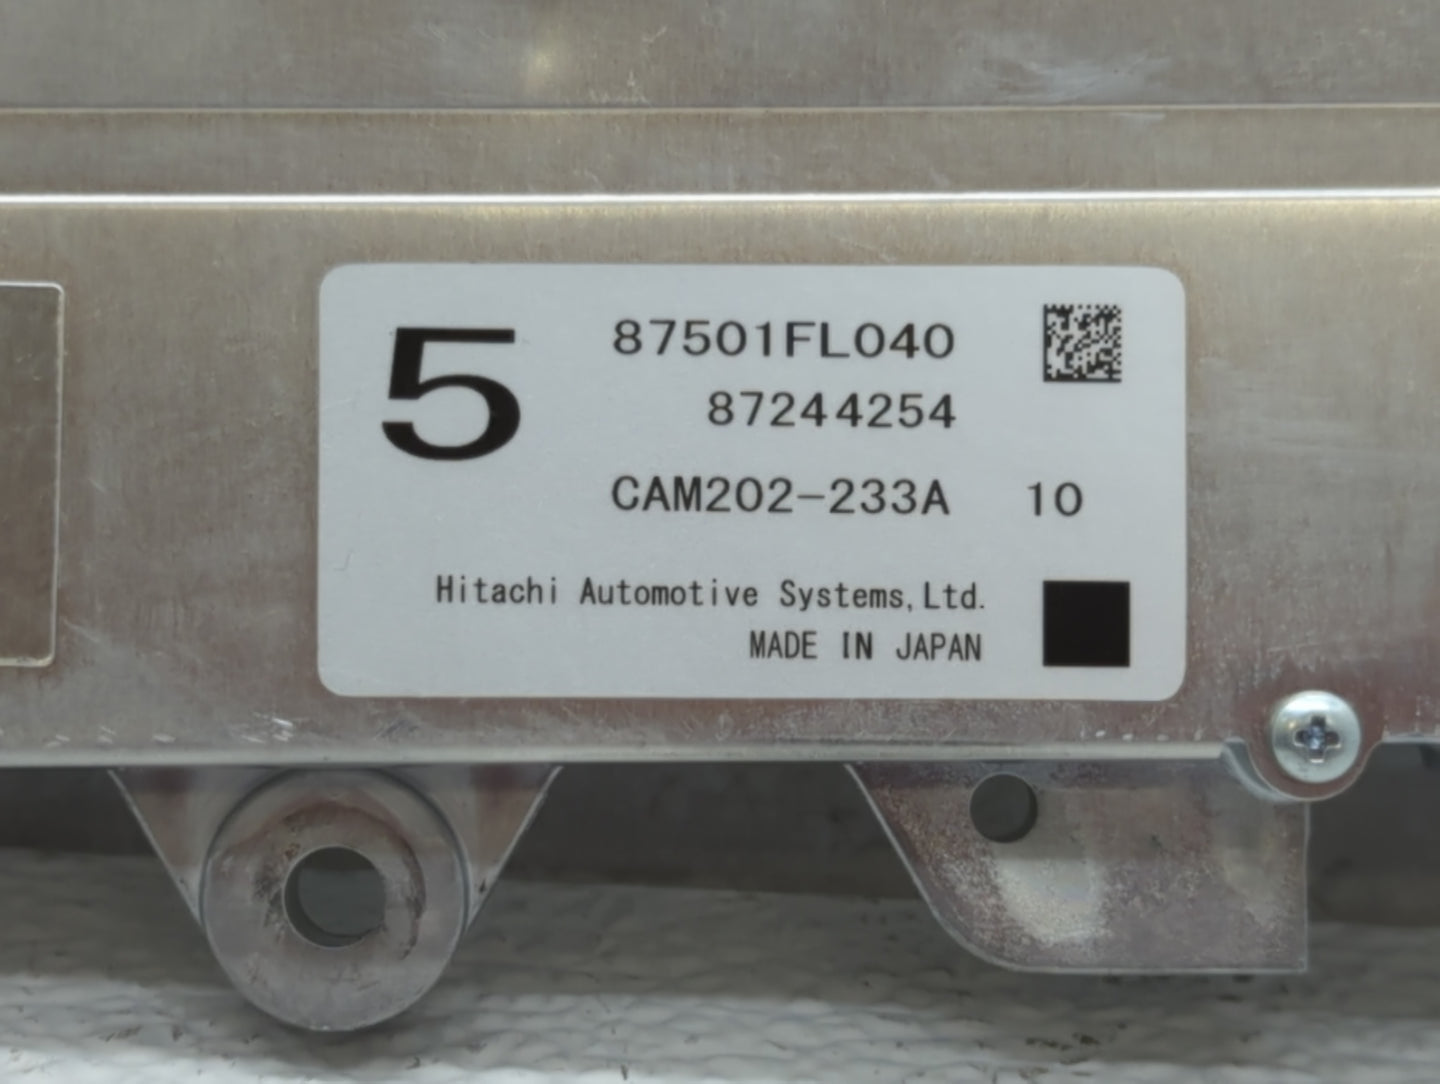 5
87501FL040
87244254
CAM202-233A 10
Hitachi Automotive Systems, Ltd.
MADE IN JAPAN